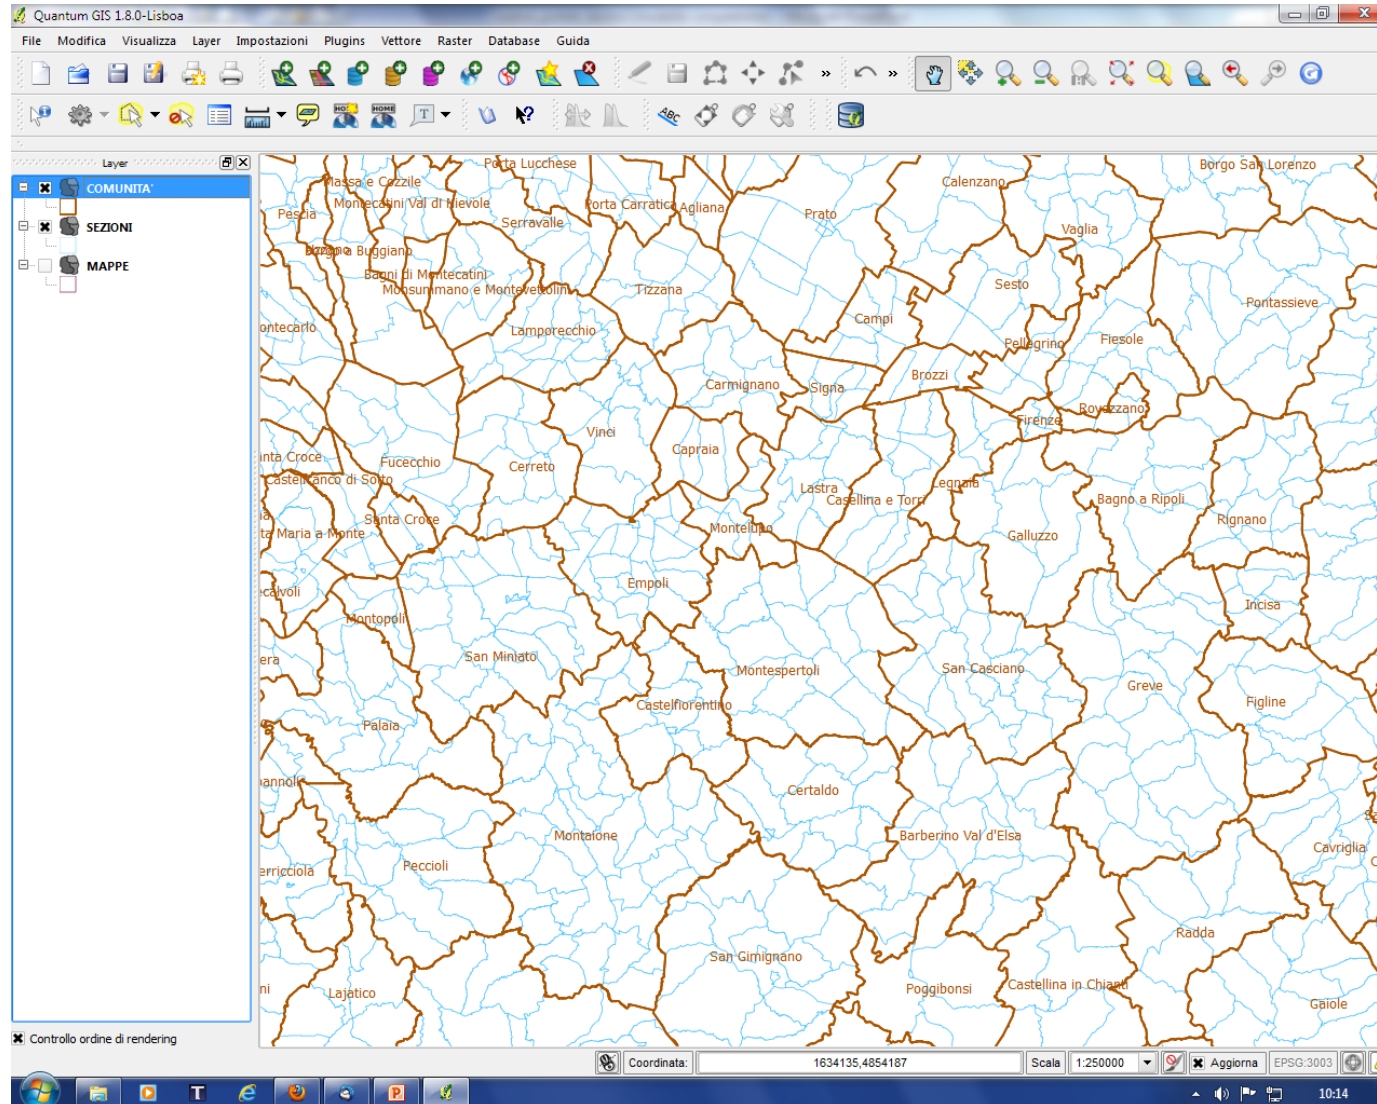 Quantum GIS 1.8.0-Lisboa
File Modifica Visualizza Layer Impostazioni Plugins Vettore Raster Database Guida
Layer
COMUNITA'
SEZIONI
MAPPE
Controllo ordine di rendering
Porta Lucchese
Borgo San Lorenzo
Massa e Cozzile
Calenzano
Montecatini Val di Nievole
Porta Carratica
Agliana
Pescia
Serravalle
Prato
Vaglia
Borgo a Buggiano
Bagni di Montecatini
Monsummano e Montevettolini
Tizzana
Sesto
Pontassieve
ontecarlo
Lamporecchio
Campi
Pellegrino
Fiesole
Carmignano
Signa
Brozzi
Rovezzano
Firenze
Vinci
Capraia
nta Croce
Fucecchio
Cerreto
Castelfranco di Sotto
Lastra
Casellina e Torri
Legnaia
Bagno a Ripoli
Santa Croce
ta Maria a Monte
Montelupo
Galluzzo
Rignano
Empoli
ecalvoli
Montopoli
Incisa
era
San Miniato
Montespertoli
San Casciano
Greve
Castelfiorentino
Figline
Palaia
annoli
Certaldo
Montaione
Barberino Val d'Elsa
Cavriglia
erricciola
Peccioli
Radda
San Gimignano
ni
Lajatico
Poggibonsi
Castellina in Chianti
Gaiole
Coordinata: 1634135,4854187 Scala 1:250000 Aggiorna EPSG:3003
10:14